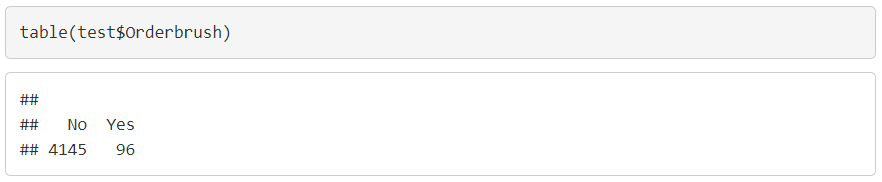 table(test$Orderbrush)
##
##   No  Yes
## 4145   96